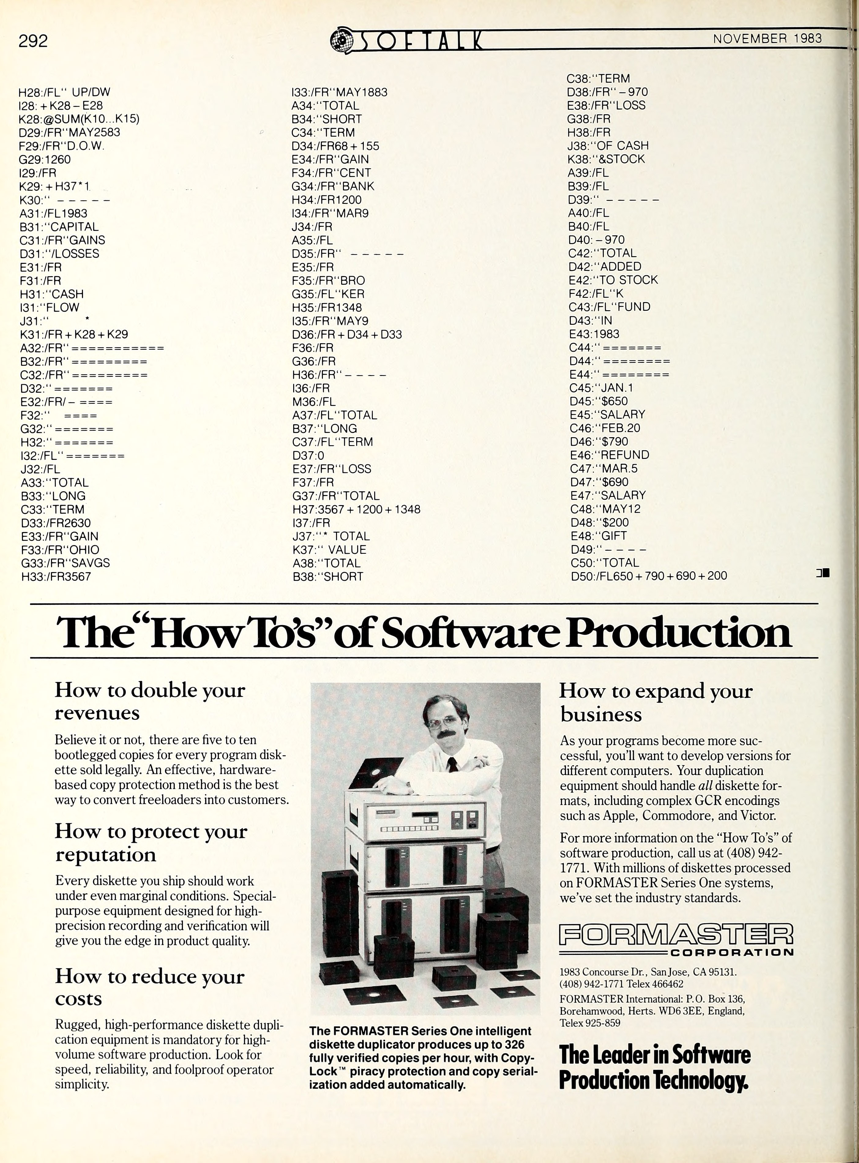 292
SOFTALK
NOVEMBER 1983
H28:/FL" UP/DW
I28: + K28 – E28
K28:@SUM(K10...K15)
D29:/FR"MAY2583
F29:/FR"D.O.W.
G29:1260
I29:/FR
K29: + H37*1
K30:" – – – – –
A31:/FL1983
B31:"CAPITAL
C31:/FR"GAINS
D31:"/LOSSES
E31:/FR
F31:/FR
H31:"CASH
I31:"FLOW
J31:" *
K31:/FR + K28 + K29
A32:/FR" ===========
B32:/FR" =========
C32:/FR" =========
D32:" =======
E32:/FR/– ====
F32:" ====
G32:" =======
H32:" =======
I32:/FL" =======
J32:/FL
A33:"TOTAL
B33:"LONG
C33:"TERM
D33:/FR2630
E33:/FR"GAIN
F33:/FR"OHIO
G33:/FR"SAVGS
H33:/FR3567
I33:/FR"MAY1883
A34:"TOTAL
B34:"SHORT
C34:"TERM
D34:/FR68 + 155
E34:/FR"GAIN
F34:/FR"CENT
G34:/FR"BANK
H34:/FR1200
I34:/FR"MAR9
J34:/FR
A35:/FL
D35:/FR" – – – – –
E35:/FR
F35:/FR"BRO
G35:/FL"KER
H35:/FR1348
I35:/FR"MAY9
D36:/FR + D34 + D33
F36:/FR
G36:/FR
H36:/FR" – – – –
I36:/FR
M36:/FL
A37:/FL"TOTAL
B37:"LONG
C37:/FL"TERM
D37:0
E37:/FR"LOSS
F37:/FR
G37:/FR"TOTAL
H37:3567 + 1200 + 1348
I37:/FR
J37:"* TOTAL
K37:" VALUE
A38:"TOTAL
B38:"SHORT
C38:"TERM
D38:/FR" – 970
E38:/FR"LOSS
G38:/FR
H38:/FR
J38:"OF CASH
K38:"&STOCK
A39:/FL
B39:/FL
D39:" – – – – –
A40:/FL
B40:/FL
D40: – 970
C42:"TOTAL
D42:"ADDED
E42:"TO STOCK
F42:/FL"K
C43:/FL"FUND
D43:"IN
E43:1983
C44:" =======
D44:" ========
E44:" ========
C45:"JAN.1
D45:"$650
E45:"SALARY
C46:"FEB.20
D46:"$790
E46:"REFUND
C47:"MAR.5
D47:"$690
E47:"SALARY
C48:"MAY12
D48:"$200
E48:"GIFT
D49:" – – – –
C50:"TOTAL
D50:/FL650 + 790 + 690 + 200
The "How To's" of Software Production
How to double your
revenues
Believe it or not, there are five to ten
bootlegged copies for every program disk-
ette sold legally. An effective, hardware-
based copy protection method is the best
way to convert freeloaders into customers.
How to protect your
reputation
Every diskette you ship should work
under even marginal conditions. Special-
purpose equipment designed for high-
precision recording and verification will
give you the edge in product quality.
How to reduce your
costs
Rugged, high-performance diskette dupli-
cation equipment is mandatory for high-
volume software production. Look for
speed, reliability, and foolproof operator
simplicity.
The FORMASTER Series One intelligent
diskette duplicator produces up to 326
fully verified copies per hour, with Copy-
Lock™ piracy protection and copy serial-
ization added automatically.
How to expand your
business
As your programs become more suc-
cessful, you'll want to develop versions for
different computers. Your duplication
equipment should handle all diskette for-
mats, including complex GCR encodings
such as Apple, Commodore, and Victor.
For more information on the "How To's" of
software production, call us at (408) 942-
1771. With millions of diskettes processed
on FORMASTER Series One systems,
we've set the industry standards.
FORMASTER
CORPORATION
1983 Concourse Dr., San Jose, CA 95131.
(408) 942-1771 Telex 466462
FORMASTER International: P.O. Box 136,
Borehamwood, Herts. WD6 3EE, England,
Telex 925-859
The Leader in Software
Production Technology.